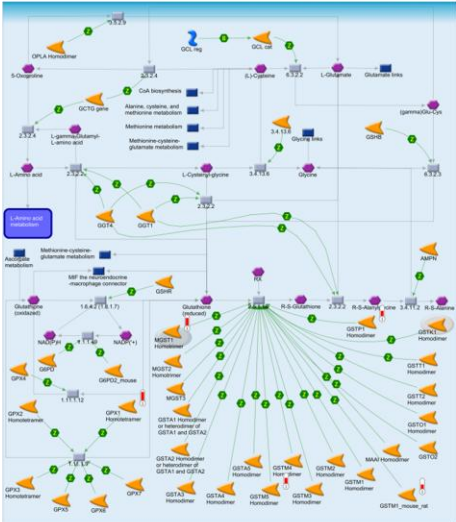 3.5.2.9
OPLA Homodimer
GCL reg
GCL cat
5-Oxoproline
2.3.2.4
(L)-Cysteine
6.3.2.2
L-Glutamate
Glutamate links
CoA biosynthesis
GCTG gene
Alanine, cysteine, and
methionine metabolism
(gamma)Glu-Cys
2.3.2.4
L-gammaGlutamyl-
L-amino acid
Methionine metabolism
3.4.13.6
Glycine links
GSHB
Methionine-cysteine-
glutamate metabolism
L-Amino acid
2.3.2.2
L-Cysteinyl-glycine
3.4.13.6
Glycine
6.3.2.3
2.3.2.2
L-Amino acid
metabolism
GGT4
GGT1
Methionine-cysteine-
glutamate metabolism
Ascorbate
metabolism
MIF the neuroendocrine
-macrophage connector
RX
AMPN
GSHR
Glutathione
(oxidazed)
1.6.4.2 (1.8.1.7)
Glutathione
(reduced)
R-S-Glutathione
2.3.2.2
R-S-Alanylglycine
3.4.11.2
R-S-Alanine
NAD(P)H
NADP(+)
MGST1
Homotrimer
GSTP1
Homodimer
GSTK1
Homodimer
G6PD
G6PD2_mouse
GPX4
MGST2
Homotrimer
GSTT1
Homodimer
1.11.1.12
MGST3
GSTT2
Homodimer
GPX2
Homotetramer
GPX1
Homotetramer
GSTA1 Homodimer
or heterodimer of
GSTA1 and GSTA2
GSTO1
Homodimer
GSTA2 Homodimer
or heterodimer of
GSTA1 and GSTA2
GSTA5
Homodimer
GSTM4
Homodimer
GSTM2
Homodimer
MAAI Homodimer
GSTO2
GPX3
Homotetramer
GPX5
GPX6
GPX7
GSTA3
Homodimer
GSTA4
Homodimer
GSTM5
Homodimer
GSTM3
Homodimer
GSTM1
Homodimer
GSTM1_mouse_rat
Homodimer